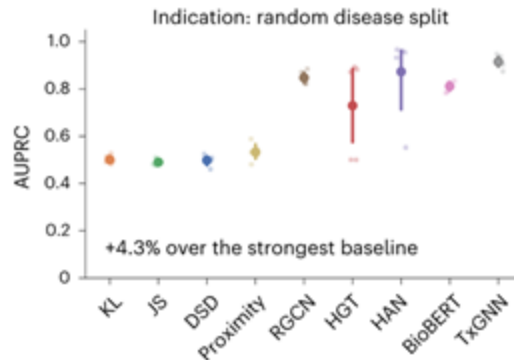 Indication: random disease split
AUPRC
1.0
0.8
0.6
0.4
0.2
0
+4.3% over the strongest baseline
KL
JS
DSD
Proximity
RGCN
HGT
HAN
BioBERT
TxGNN